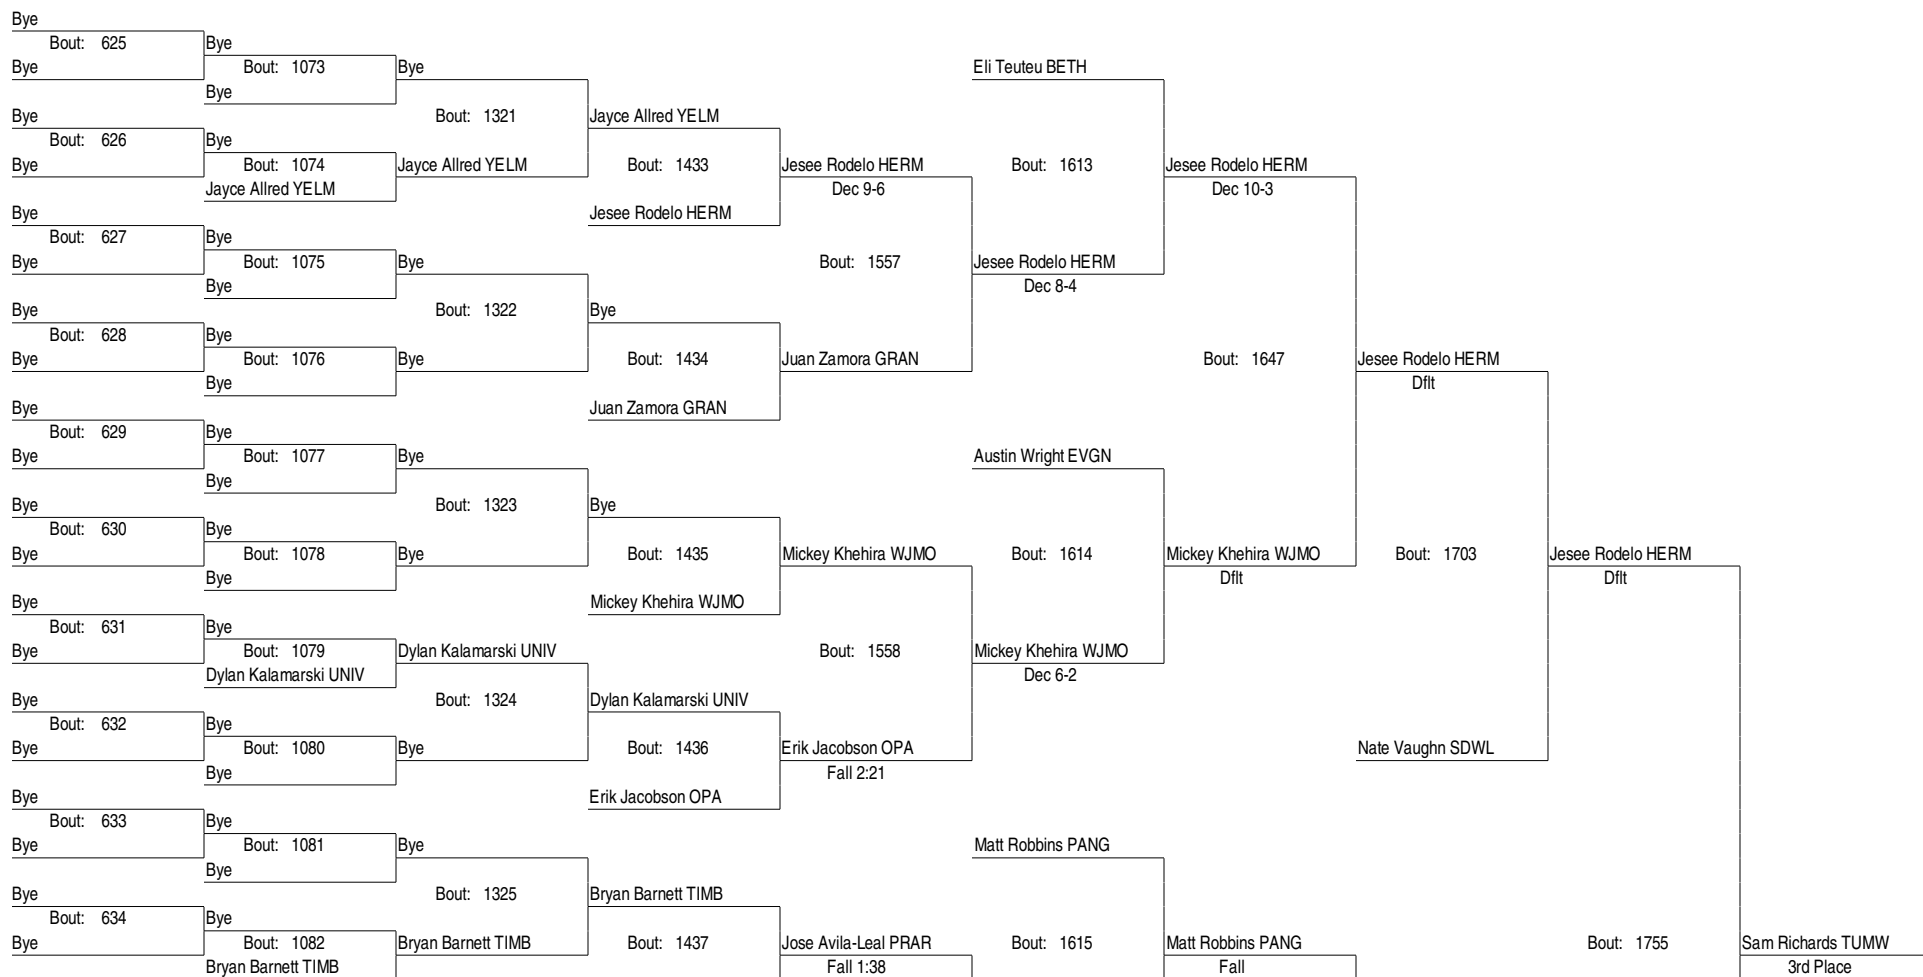 Bye
Bout: 625 Bye
Bye Bout: 1073 Bye Eli Teuteu BETH
Bye
Bye Bout: 1321 Jayce Allred YELM
Bout: 626 Bye
Bye Bout: 1074 Jayce Allred YELM Bout: 1433 Jesee Rodelo HERM Bout: 1613 Jesee Rodelo HERM
Jayce Allred YELM Dec 9-6 Dec 10-3
Bye Jesee Rodelo HERM
Bout: 627 Bye
Bye Bout: 1075 Bye Bout: 1557 Jesee Rodelo HERM
Bye Dec 8-4
Bye Bout: 1322 Bye
Bout: 628 Bye
Bye Bout: 1076 Bye Bout: 1434 Juan Zamora GRAN Bout: 1647 Jesee Rodelo HERM
Bye Dflt
Bye Juan Zamora GRAN
Bout: 629 Bye
Bye Bout: 1077 Bye Austin Wright EVGN
Bye
Bye Bout: 1323 Bye
Bout: 630 Bye
Bye Bout: 1078 Bye Bout: 1435 Mickey Khehira WJMO Bout: 1614 Mickey Khehira WJMO Bout: 1703 Jesee Rodelo HERM
Bye Dflt Dflt
Bye Mickey Khehira WJMO
Bout: 631 Bye
Bye Bout: 1079 Dylan Kalamarski UNIV Bout: 1558 Mickey Khehira WJMO
Dylan Kalamarski UNIV Dec 6-2
Bye Bout: 1324 Dylan Kalamarski UNIV
Bout: 632 Bye
Bye Bout: 1080 Bye Bout: 1436 Erik Jacobson OPA Nate Vaughn SDWL
Bye Fall 2:21
Bye Erik Jacobson OPA
Bout: 633 Bye
Bye Bout: 1081 Bye Matt Robbins PANG
Bye
Bye Bout: 1325 Bryan Barnett TIMB
Bout: 634 Bye
Bye Bout: 1082 Bryan Barnett TIMB Bout: 1437 Jose Avila-Leal PRAR Bout: 1615 Matt Robbins PANG Bout: 1755 Sam Richards TUMW
Bryan Barnett TIMB Fall 1:38 Fall 3rd Place